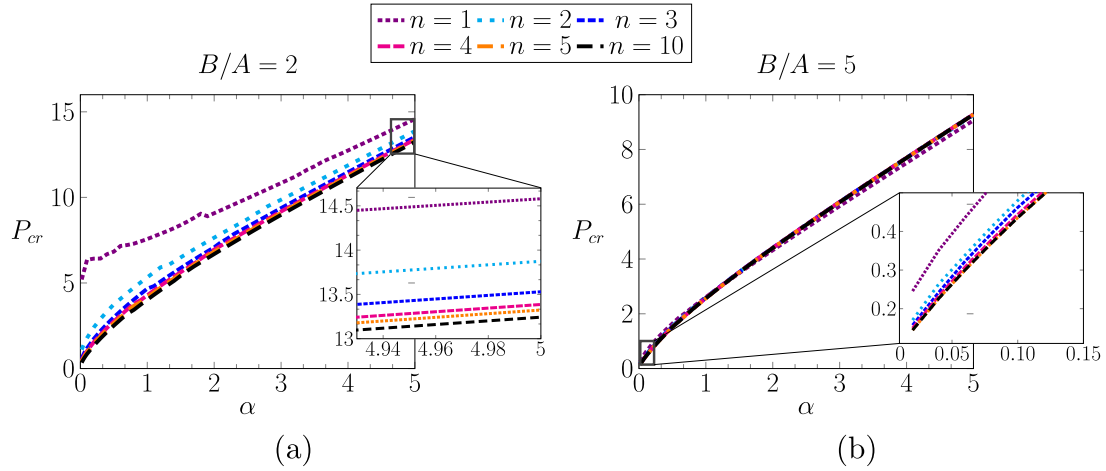 n = 1 n = 2 n = 3
n = 4 n = 5 n = 10
B/A = 2
B/A = 5
15
10
5
0
P_cr
0 1 2 3 4 5
α
14.5
14
13.5
13
4.94 4.96 4.98 5
(a)
10
8
6
4
2
0
P_cr
0 1 2 3 4 5
α
0.4
0.3
0.2
0 0.05 0.10 0.15
(b)